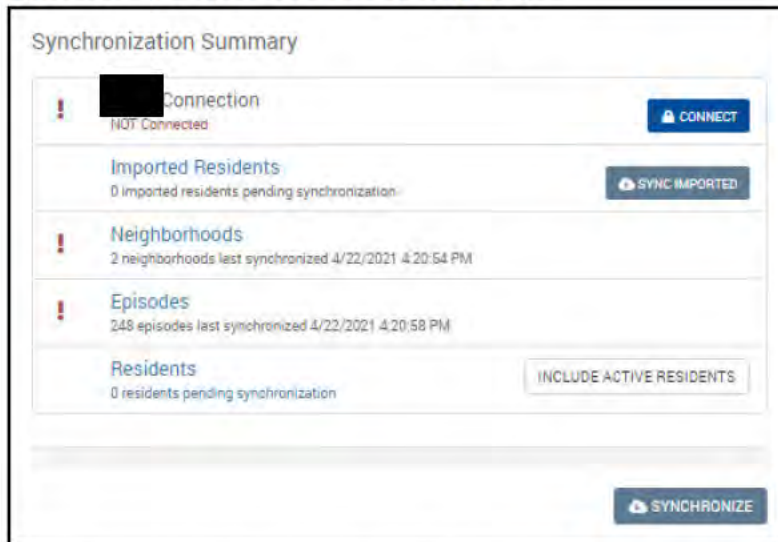 Synchronization Summary
! Connection
NOT Connected
CONNECT
Imported Residents
0 imported residents pending synchronization
SYNC IMPORTED
! Neighborhoods
2 neighborhoods last synchronized 4/22/2021 4:20:54 PM
! Episodes
248 episodes last synchronized 4/22/2021 4:20:58 PM
Residents
0 residents pending synchronization
INCLUDE ACTIVE RESIDENTS
SYNCHRONIZE